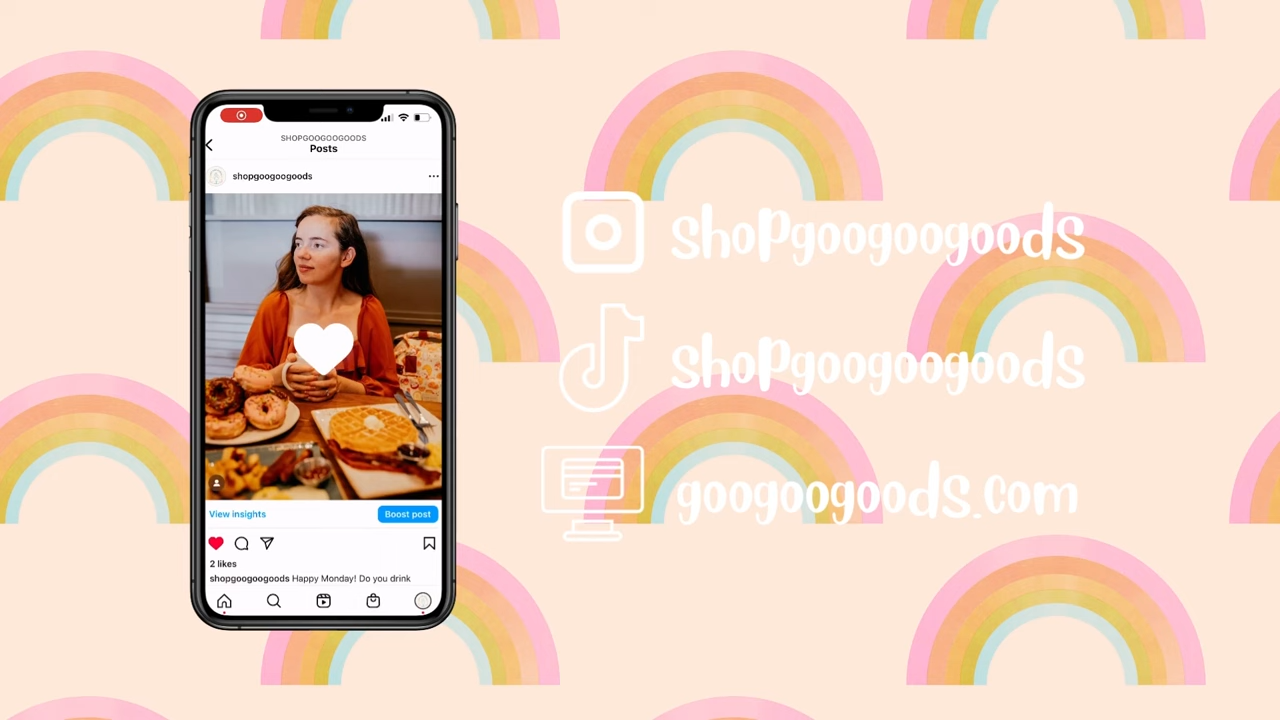 SHOPGOOGOOGOODS
Posts
shopgoogoogoods
View insights
Boost post
2 likes
shopgoogoogoods Happy Monday! Do you drink
shopgoogoogoods
shopgoogoogoods
googoogoods.com